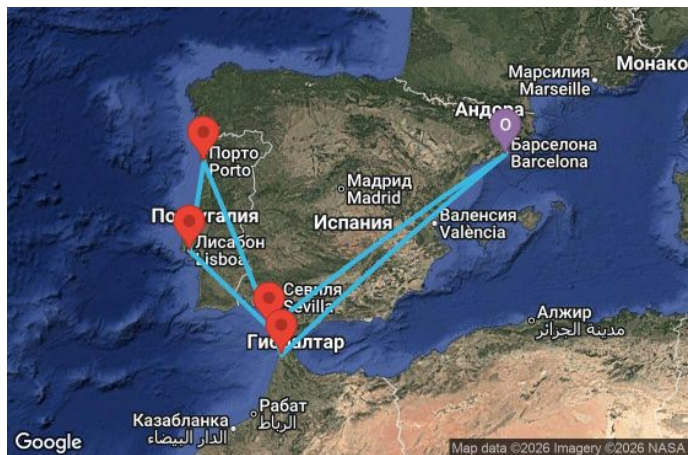 Монако
Марсилия
Marseille
Андора
O
Барселона
Barcelona
Порто
Porto
Мадрид
Madrid
Испания
Валенсия
València
Лисабон
Lisboa
Севиля
Sevilla
Гибралтар
Алжир
مدينة الجزائر
Казабланка
الدار البيضاء
Рабат
الرباط
Google
Map data ©2026 Imagery ©2026 NASA